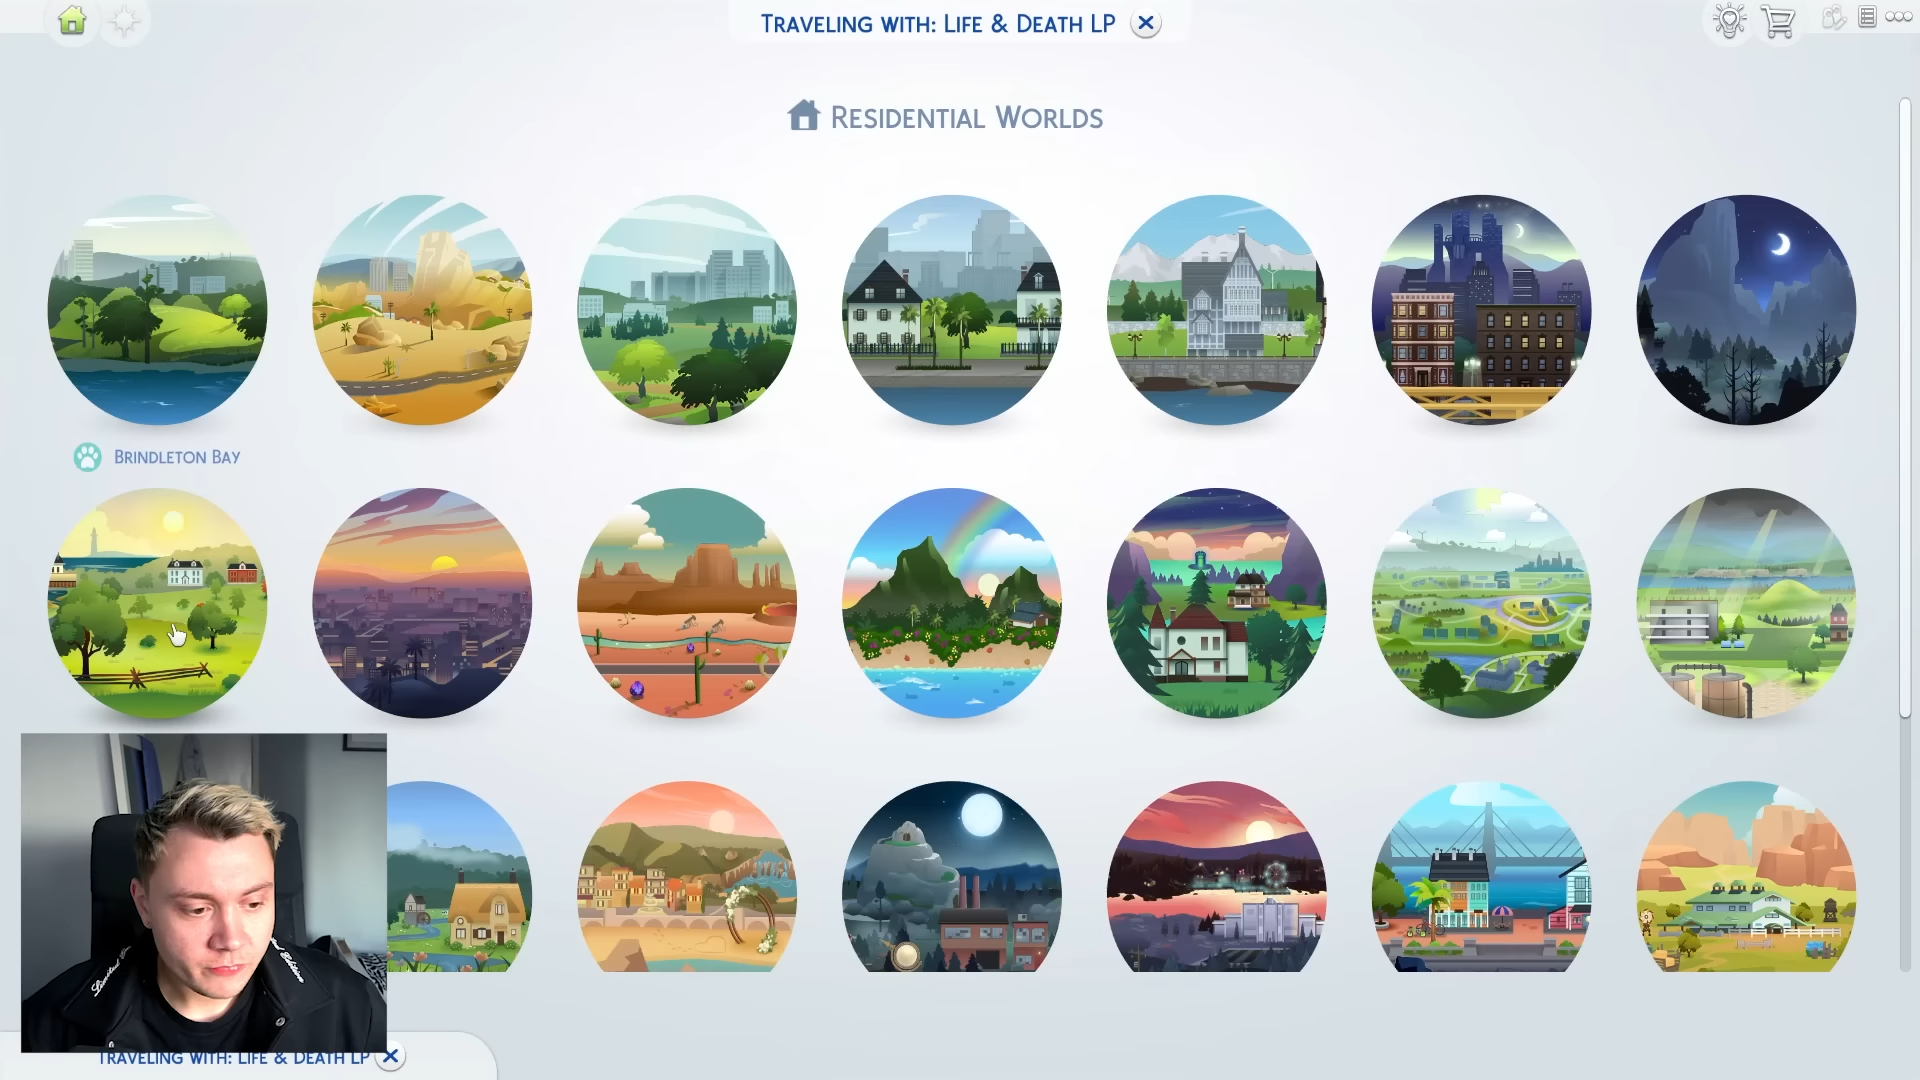 TRAVELING WITH: LIFE & DEATH LP
RESIDENTIAL WORLDS
BRINDLETON BAY
TRAVELING WITH: LIFE & DEATH LP